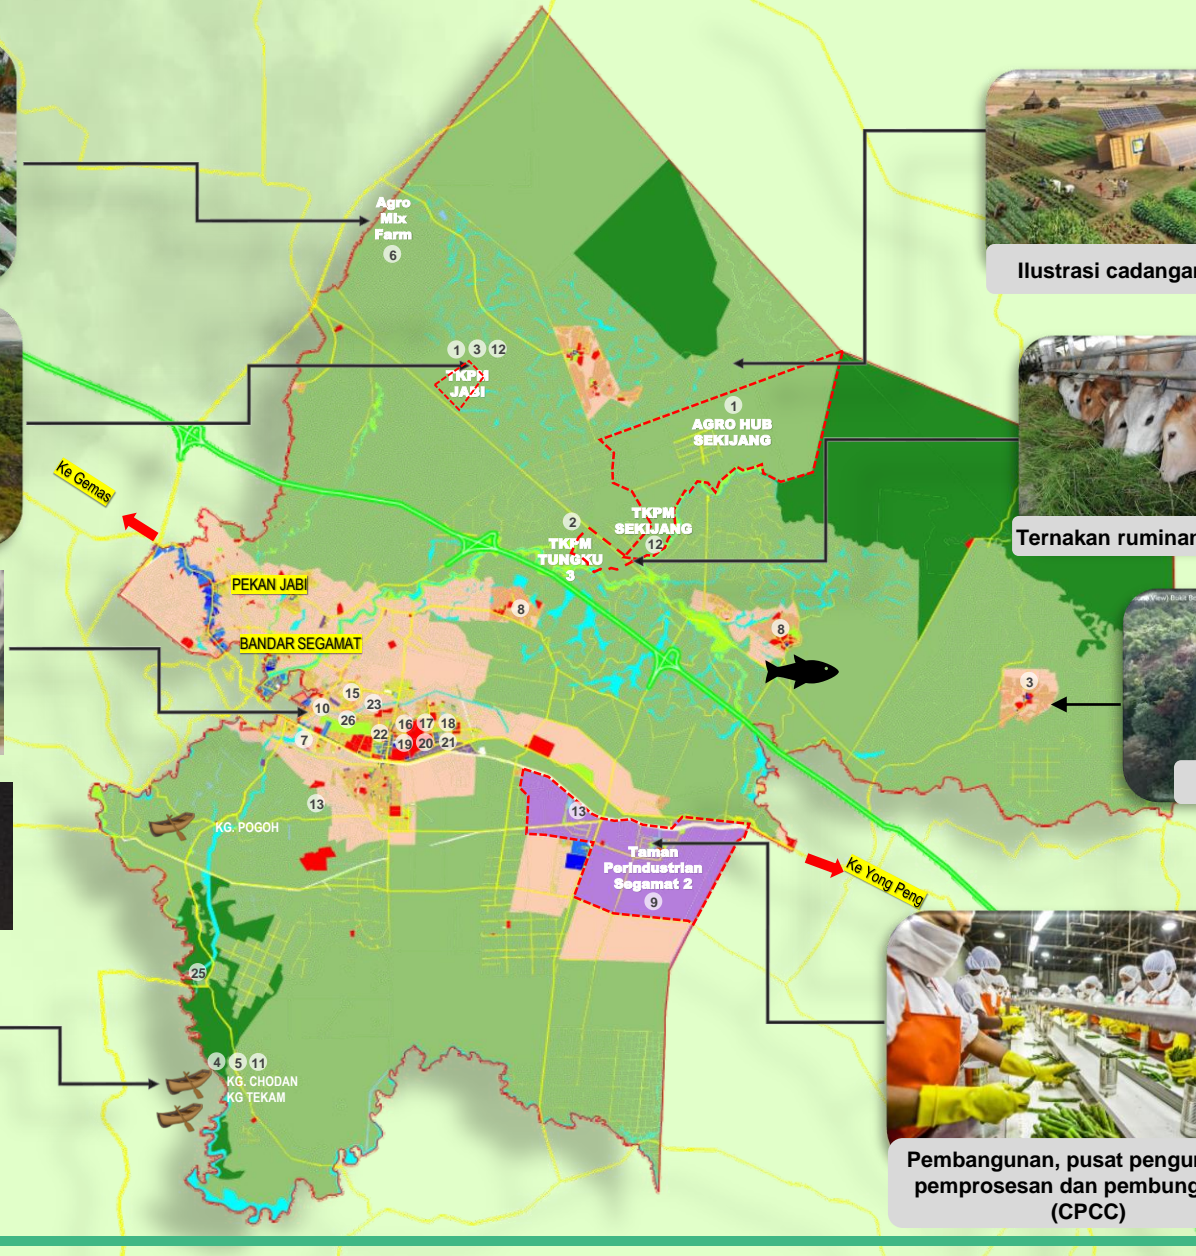 Agro
Mix
Farm
6
Ilustrasi cadangan
1 3 12
TKPM
JABI
1
AGRO HUB
SEKIJANG
Ke Gemas
TKPM
SEKIJANG
12
2
TKPM
TUNGKU
3
Ternakan ruminan
PEKAN JABI
8
BANDAR SEGAMAT
8
3
15
10
23
26
16 17 18
22
19 20 21
7
13
13
KG. POGOH
Taman
Perindustrian
Segamat 2
9
Ke Yong Peng
25
4 5 11
KG. CHODAN
KG TEKAM
Pembangunan, pusat
pemprosesan dan
(CPCC)